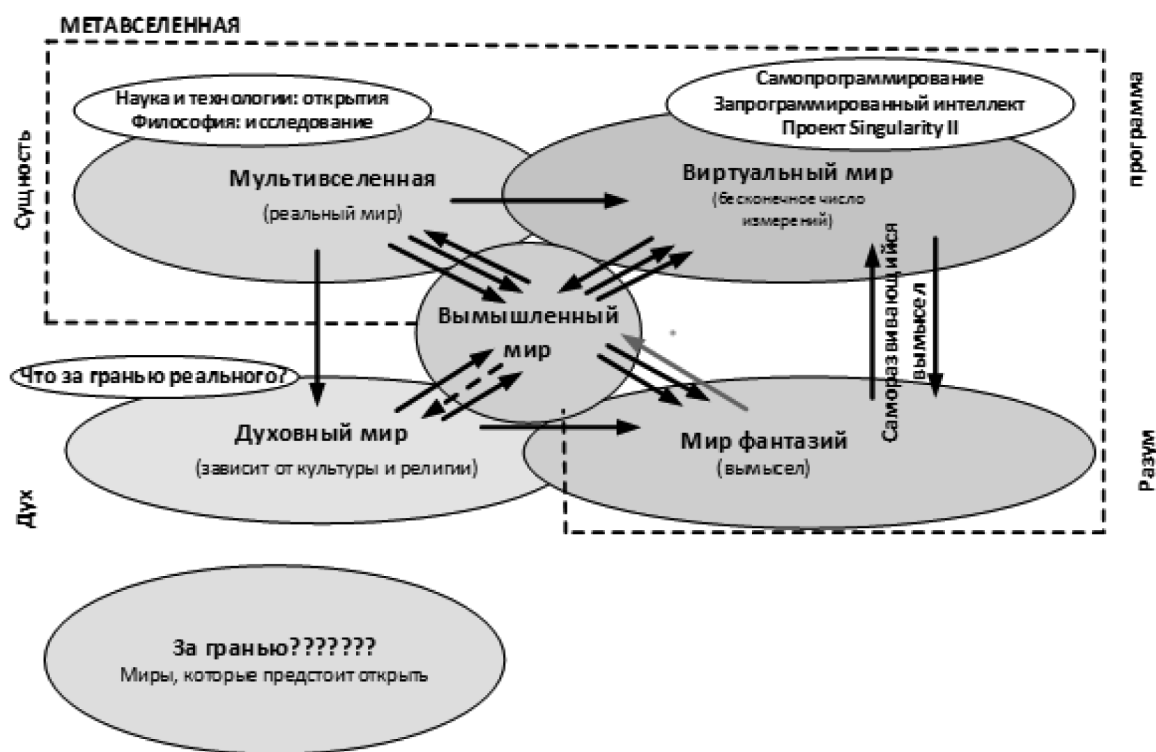 МЕТАВСЕЛЕННАЯ
Наука и технологии: открытия
Философия: исследование
Самопрограммирование
Запрограммированный интеллект
Проект Singularity II
Сущность
программа
Мультивселенная
(реальный мир)
Виртуальный мир
(бесконечное число
измерений)
Вымышленный
мир
Саморазвивающийся
вымысел
Что за гранью реального?
Духовный мир
(зависит от культуры и религии)
Мир фантазий
(вымысел)
Дух
Разум
За гранью???????
Миры, которые предстоит открыть